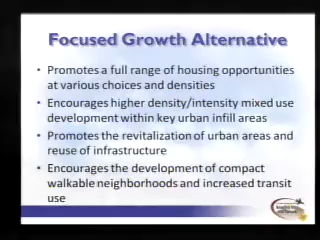 Focused Growth Alternative
• Promotes a full range of housing opportunities
at various choices and densities
• Encourages higher density/intensity mixed use
development within key urban infill areas
• Promotes the revitalization of urban areas and
reuse of infrastructure
• Encourages the development of compact
walkable neighborhoods and increased transit
use